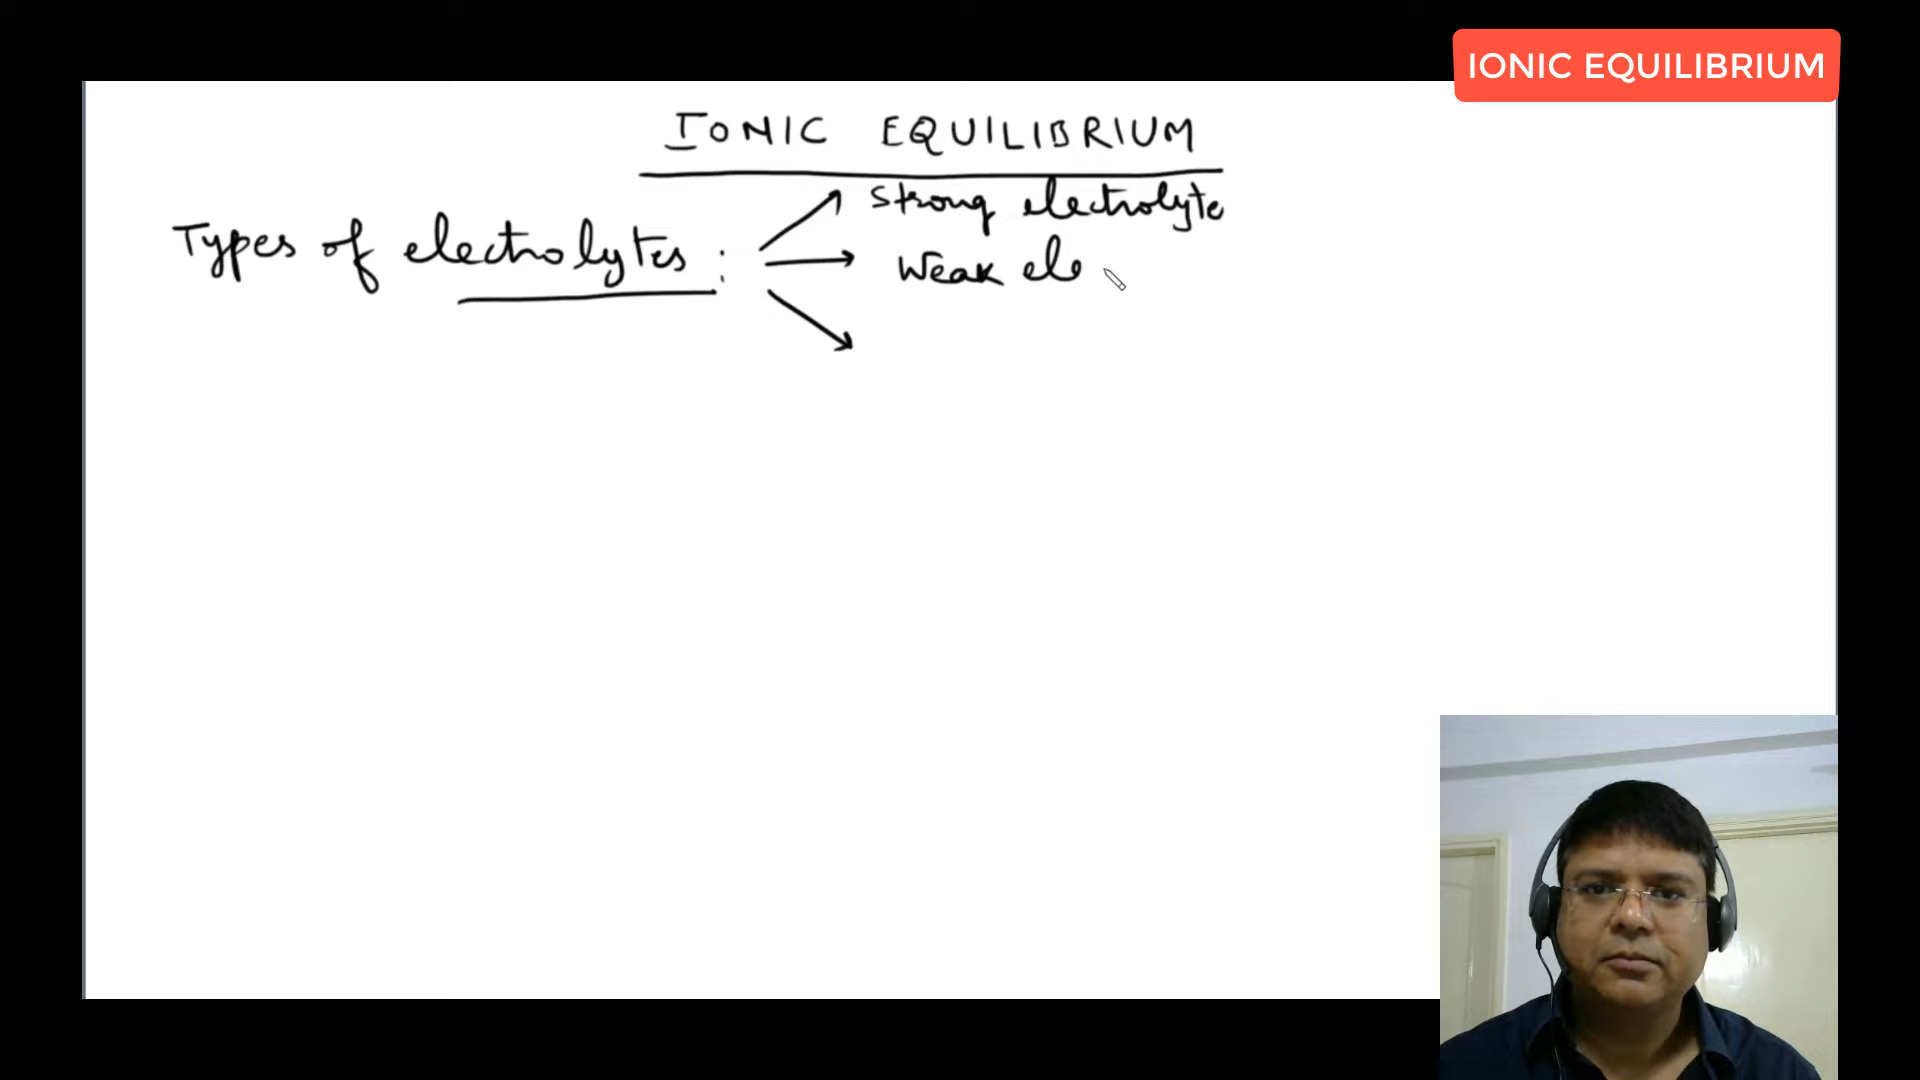 IONIC EQUILIBRIUM
IONIC EQUILIBRIUM
Types of electrolytes :
Strong electrolyte
Weak ele